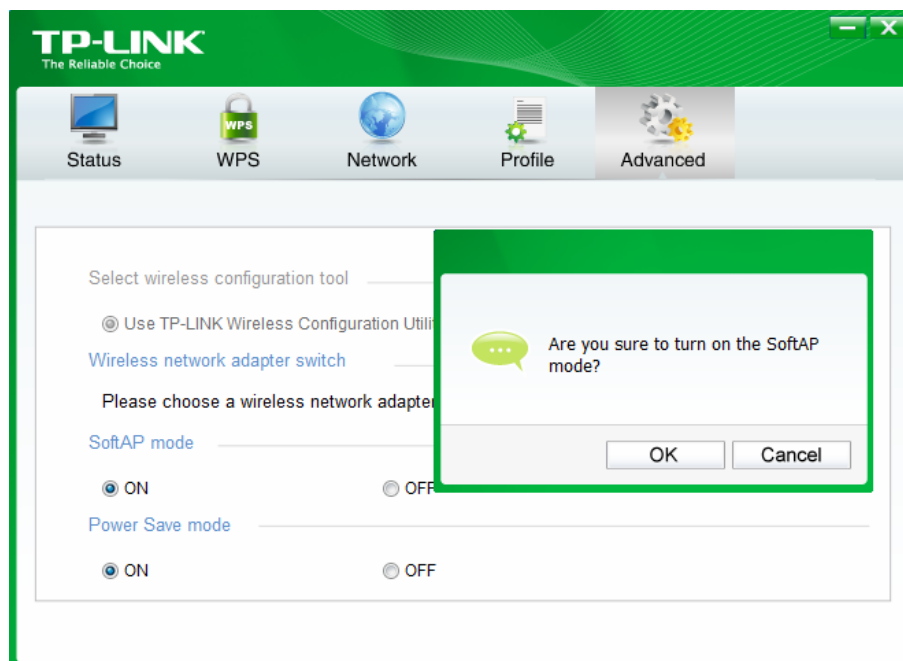 TP-LINK
The Reliable Choice
WPS
Status
WPS
Network
Profile
Advanced
Select wireless configuration tool
Use TP-LINK Wireless Configuration
Wireless network adapter switch
Please choose a wireless network adapter
SoftAP mode
ON
OFF
Power Save mode
ON
OFF
Are you sure to turn on the SoftAP
mode?
OK
Cancel